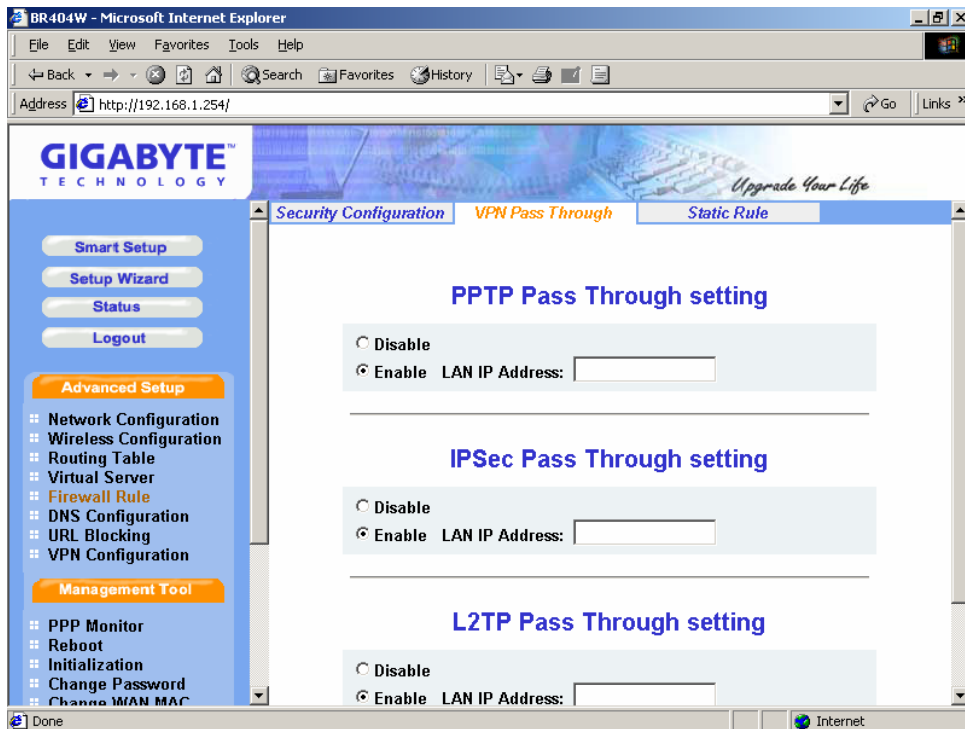 BR404W - Microsoft Internet Explorer
File Edit View Favorites Tools Help
Back Search Favorites History
Address http://192.168.1.254/ Go Links »
GIGABYTE™
TECHNOLOGY
Upgrade Your Life
Security Configuration VPN Pass Through Static Rule
Smart Setup
Setup Wizard
Status
Logout
Advanced Setup
Network Configuration
Wireless Configuration
Routing Table
Virtual Server
Firewall Rule
DNS Configuration
URL Blocking
VPN Configuration
Management Tool
PPP Monitor
Reboot
Initialization
Change Password
Change WAN MAC
PPTP Pass Through setting
Disable
Enable LAN IP Address:
IPSec Pass Through setting
Disable
Enable LAN IP Address:
L2TP Pass Through setting
Disable
Enable LAN IP Address:
Done Internet